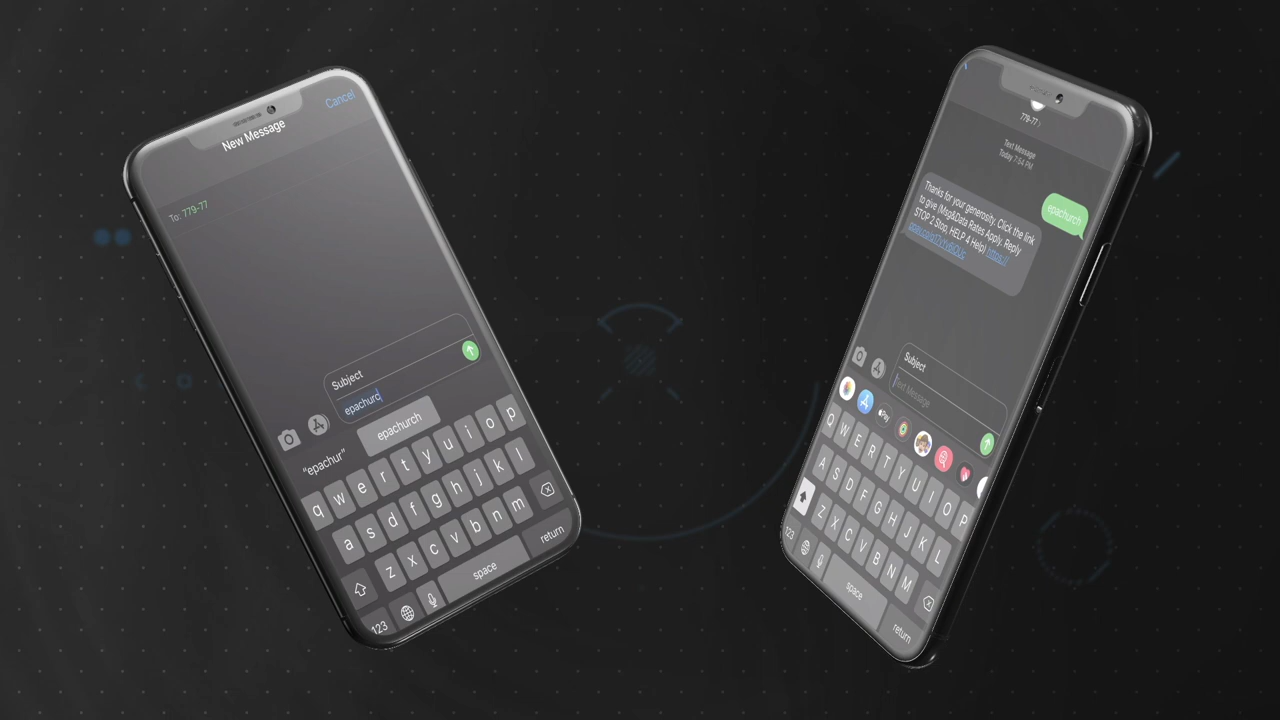 Cancel
New Message
To: 779-77
Subject
epachurc
"epachur"
epachurch
q w e r t y u i o p
a s d f g h j k l
z x c v b n m
123
space
return
779-77
Text Message
Today 7:54 PM
epachurch
Thanks for your generosity. Click the link
to give (Msg&Data Rates Apply. Reply
STOP 2 Stop, HELP 4 Help) https://
Subject
Text Message
Pay
Q W E R T Y U I O P
A S D F G H J K L
Z X C V B N M
123
space
return